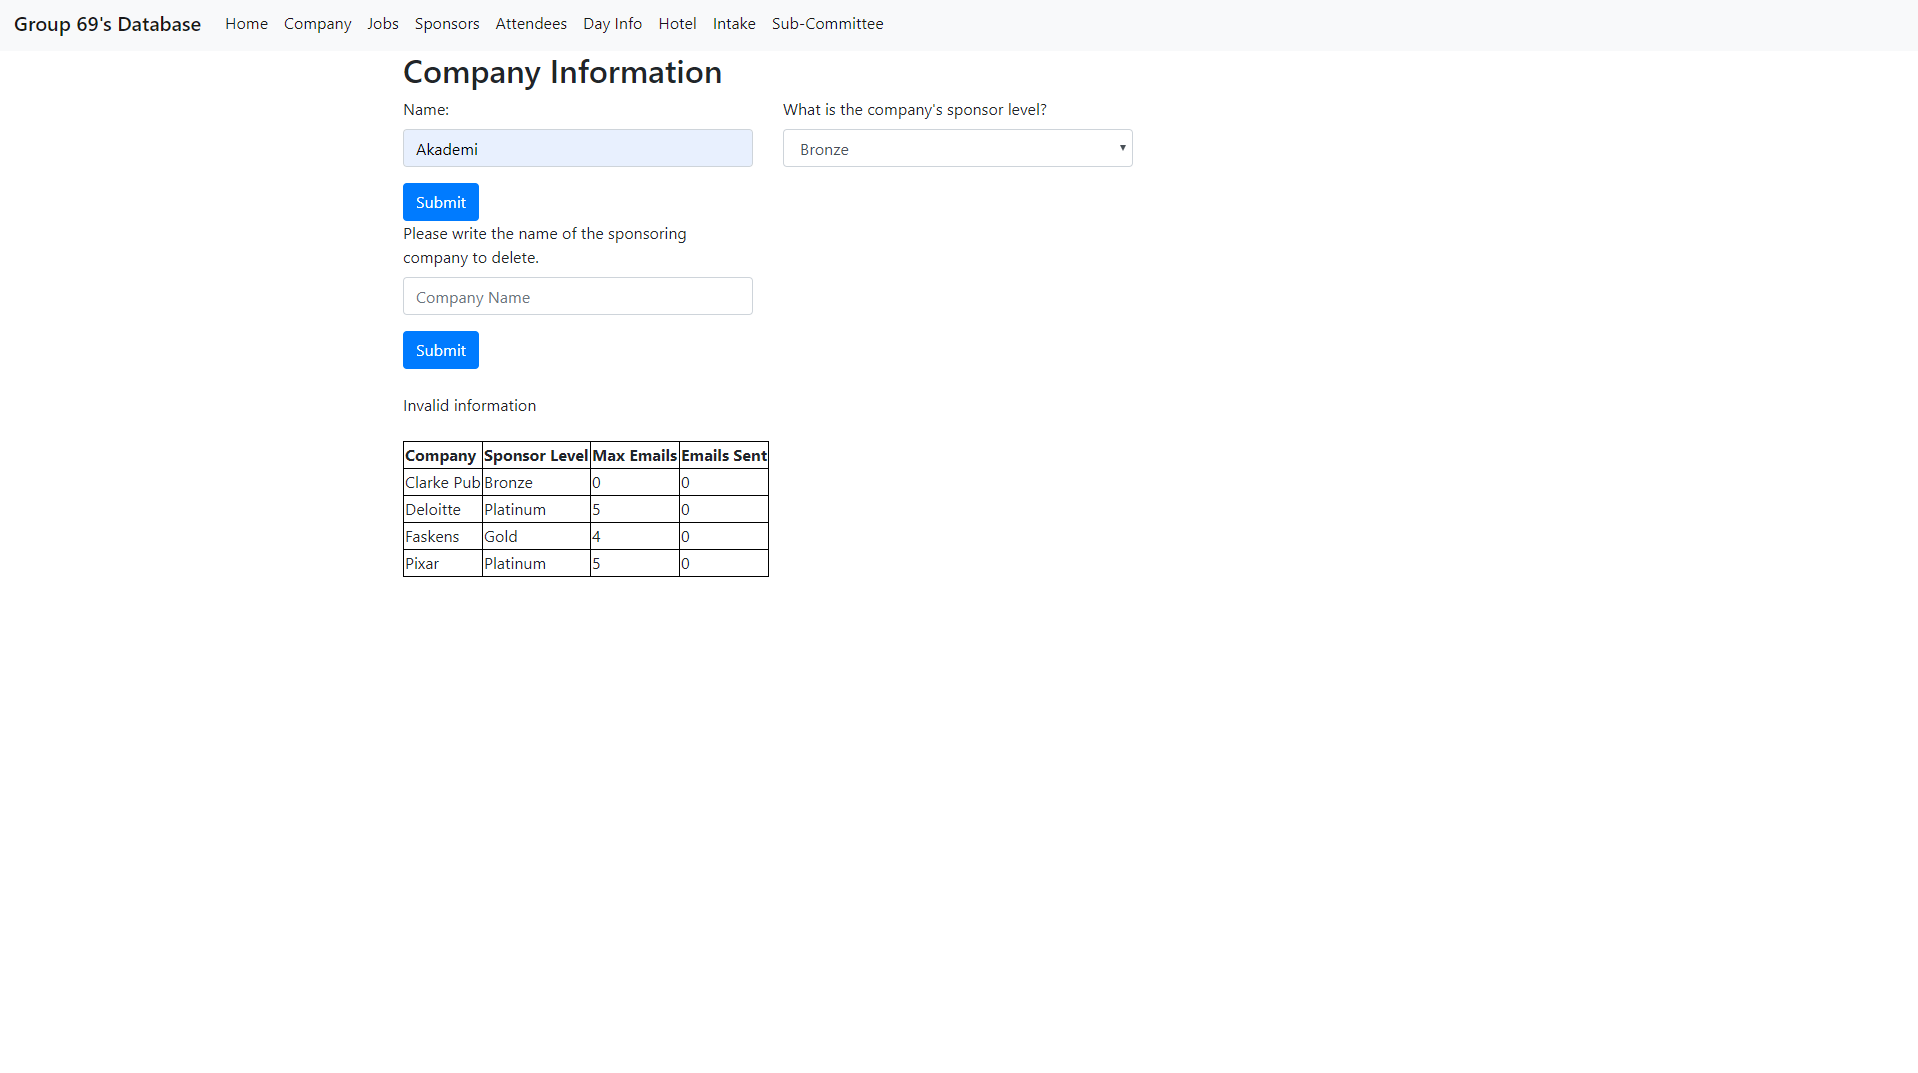 Group 69's Database Home Company Jobs Sponsors Attendees Day Info Hotel Intake Sub-Committee
Company Information
Name:
Akademi
What is the company's sponsor level?
Bronze
Submit
Please write the name of the sponsoring
company to delete.
Company Name
Submit
Invalid information
Company Sponsor Level Max Emails Emails Sent
Clarke Pub Bronze 0 0
Deloitte Platinum 5 0
Faskens Gold 4 0
Pixar Platinum 5 0